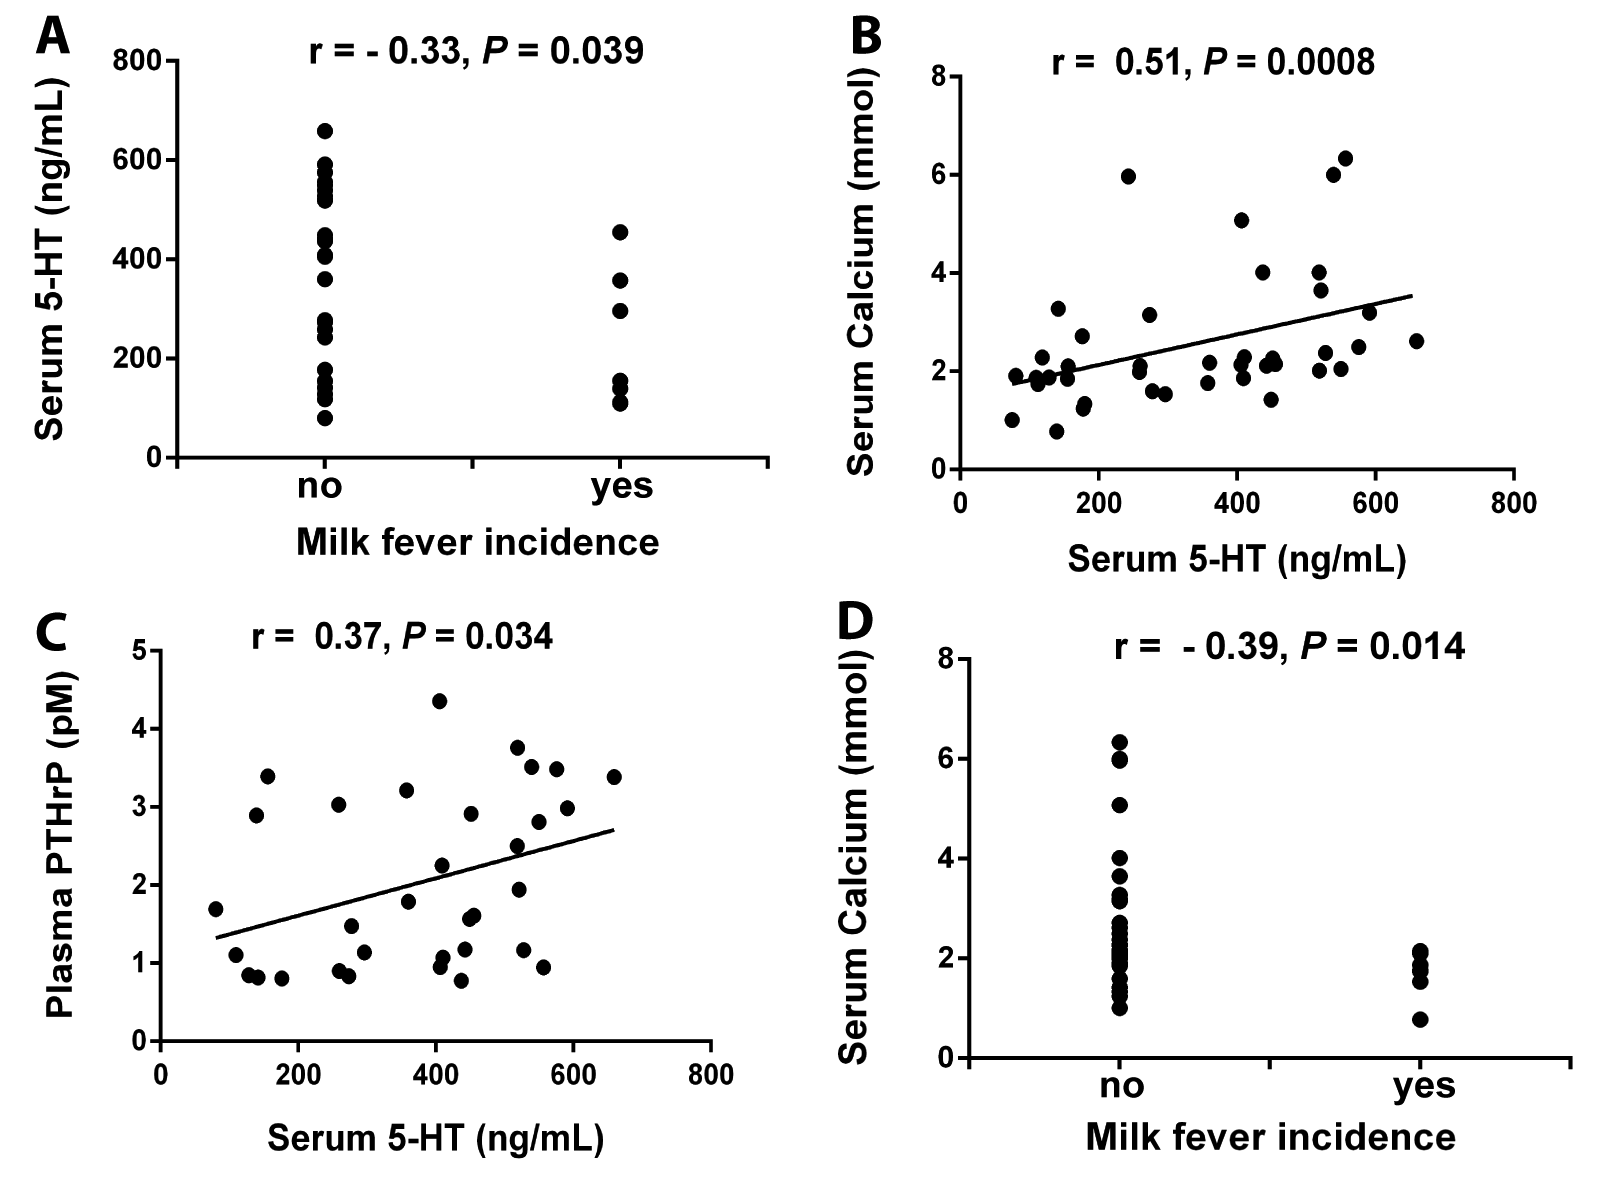 A
r = - 0.33, P = 0.039
Serum 5-HT (ng/mL)
800
600
400
200
0
no yes
Milk fever incidence
B
r = 0.51, P = 0.0008
Serum Calcium (mmol)
8
6
4
2
0
0 200 400 600 800
Serum 5-HT (ng/mL)
C
r = 0.37, P = 0.034
Plasma PTHrP (pM)
5
4
3
2
1
0
0 200 400 600 800
Serum 5-HT (ng/mL)
D
r = - 0.39, P = 0.014
Serum Calcium (mmol)
8
6
4
2
0
no yes
Milk fever incidence